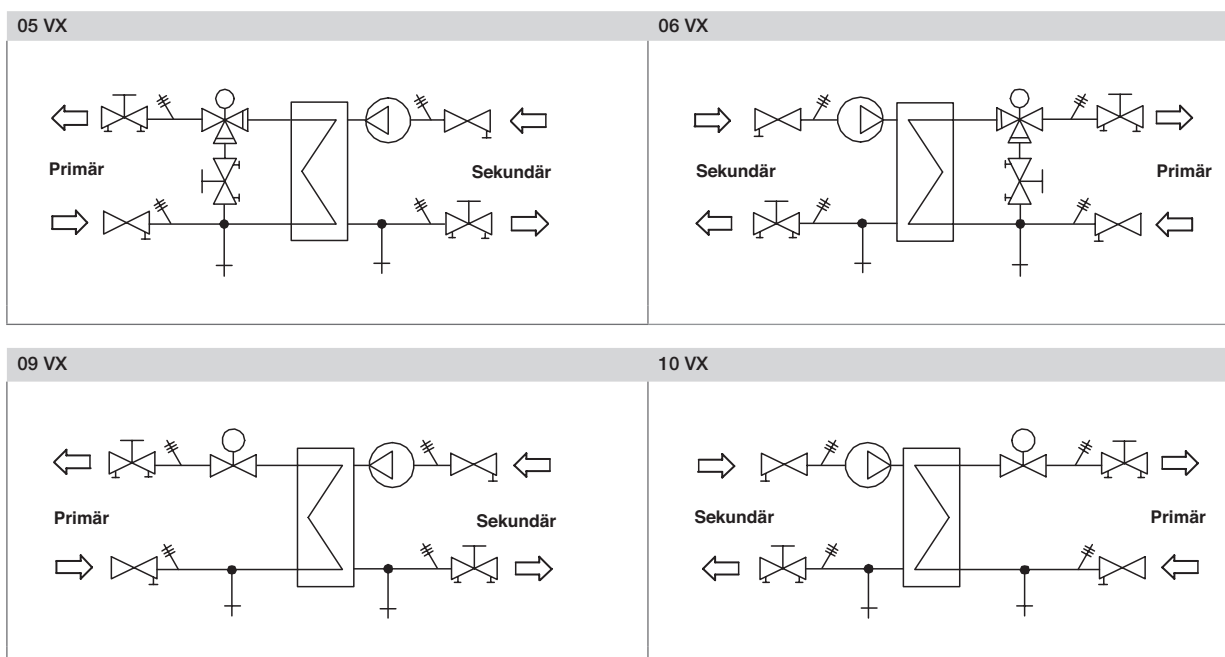 05 VX
06 VX
Primär
Sekundär
Sekundär
Primär
09 VX
10 VX
Primär
Sekundär
Sekundär
Primär